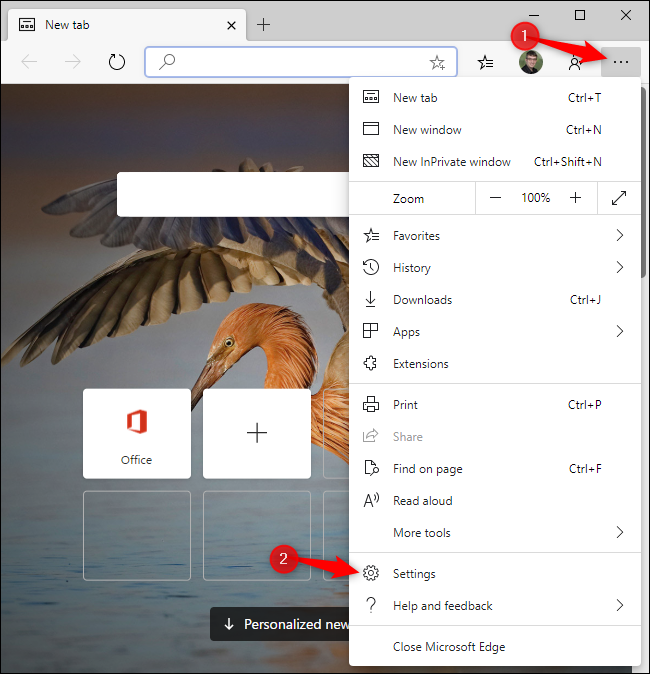 New tab
1
New tab Ctrl+T
New window Ctrl+N
New InPrivate window Ctrl+Shift+N
Zoom 100%
Favorites
History
Downloads Ctrl+J
Apps
Extensions
Print Ctrl+P
Share
Find on page Ctrl+F
Read aloud
More tools
Office
2
Settings
Help and feedback
Personalized new
Close Microsoft Edge